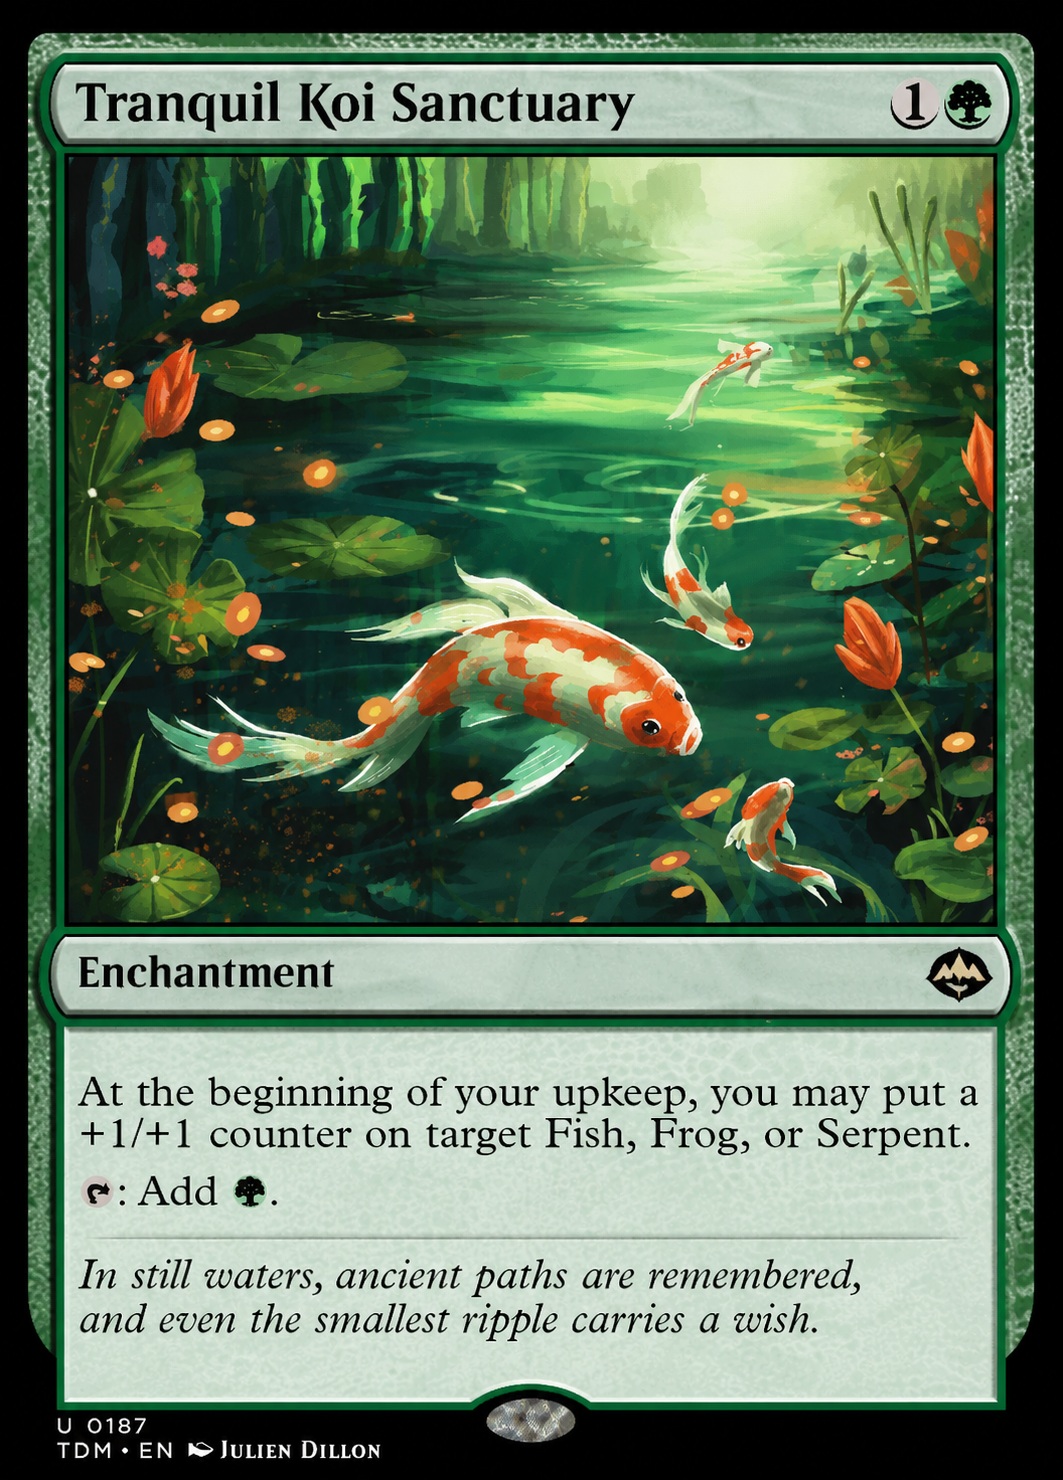 Tranquil Koi Sanctuary 1
Enchantment
At the beginning of your upkeep, you may put a
+1/+1 counter on target Fish, Frog, or Serpent.
: Add .
In still waters, ancient paths are remembered,
and even the smallest ripple carries a wish.
U 0187
TDM • EN JULIEN DILLON